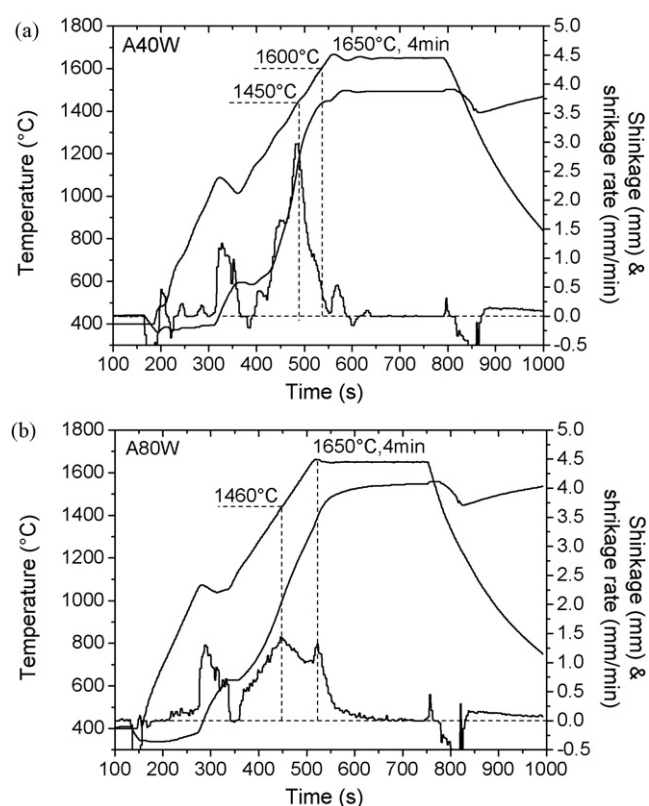 (a)
A40W
1650°C, 4min
1600°C
1450°C
1800
1600
1400
1200
1000
800
600
400
Temperature (°C)
5.0
4.5
4.0
3.5
3.0
2.5
2.0
1.5
1.0
0.5
0.0
-0.5
Shinkage (mm) &
shrikage rate (mm/min)
100 200 300 400 500 600 700 800 900 1000
Time (s)
(b)
A80W
1650°C,4min
1460°C
1800
1600
1400
1200
1000
800
600
400
Temperature (°C)
5.0
4.5
4.0
3.5
3.0
2.5
2.0
1.5
1.0
0.5
0.0
-0.5
Shinkage (mm) &
shrikage rate (mm/min)
100 200 300 400 500 600 700 800 900 1000
Time (s)